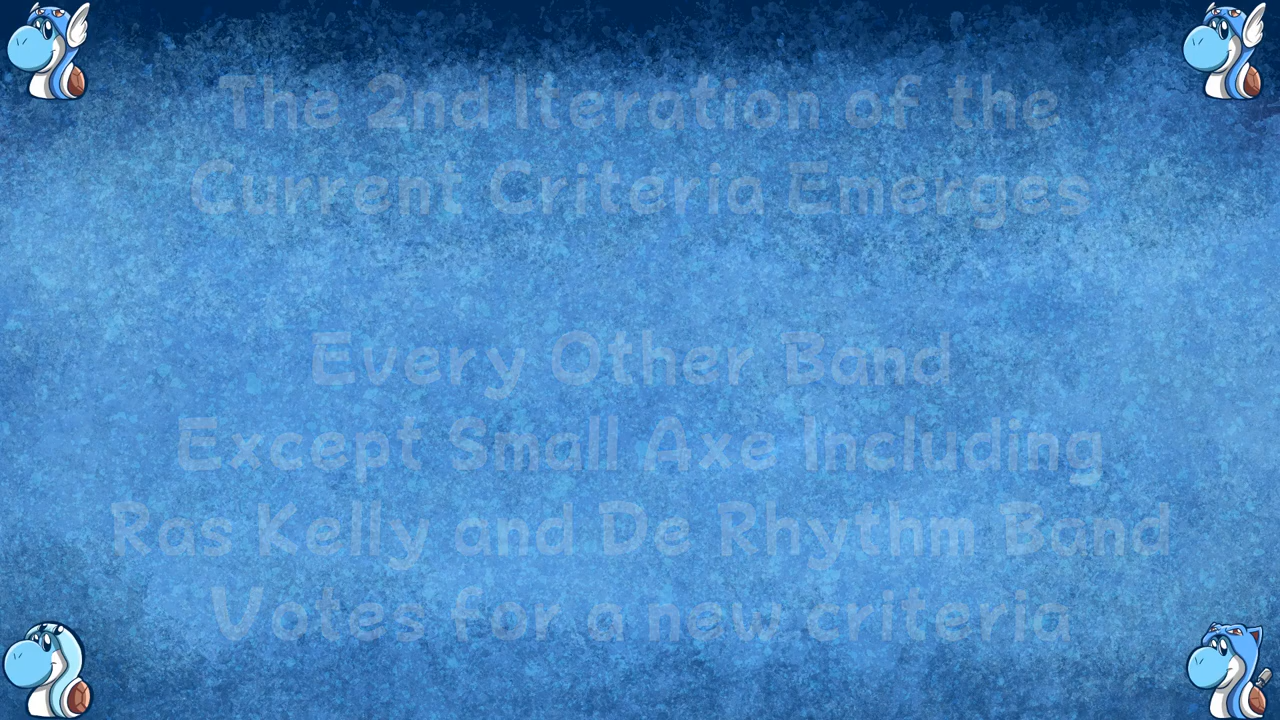 The 2nd Iteration of the
Current Criteria Emerges
Every Other Band
Except Small Axe Including
Ras Kelly and De Rhythm Band
Votes for a new criteria